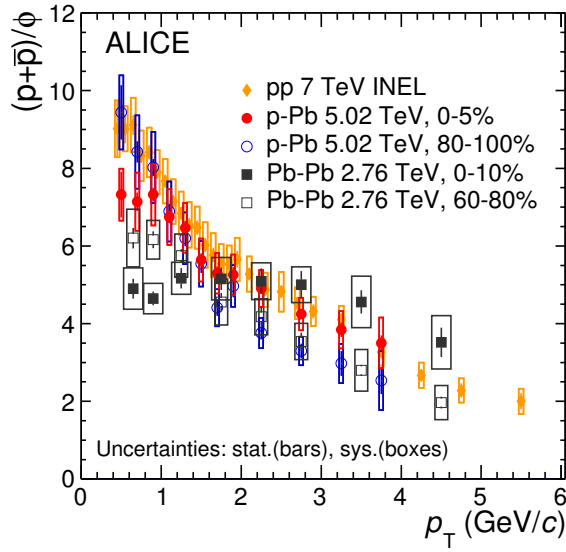 (p+p̅)/ϕ
ALICE
pp 7 TeV INEL
p-Pb 5.02 TeV, 0-5%
p-Pb 5.02 TeV, 80-100%
Pb-Pb 2.76 TeV, 0-10%
Pb-Pb 2.76 TeV, 60-80%
Uncertainties: stat.(bars), sys.(boxes)
12
10
8
6
4
2
0
0 1 2 3 4 5 6
p_T (GeV/c)